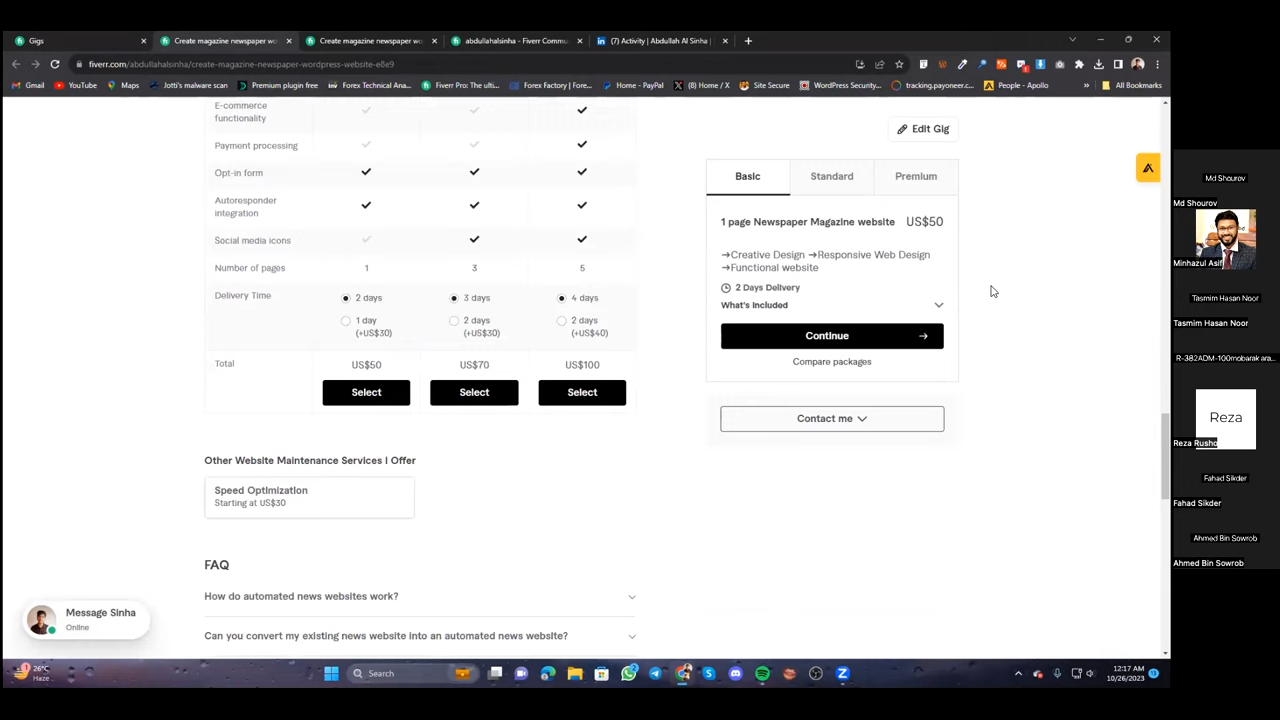 Gigs
Create magazine newspaper wo
Create magazine newspaper wo
abdullahalsinha - Fiverr Commu
(7) Activity | Abdullah Al Sinha |
fiverr.com/abdullahalsinha/create-magazine-newspaper-wordpress-website-e8e9
Gmail
YouTube
Maps
Jotti's malware scan
Premium plugin free
Forex Technical Ana...
Fiverr Pro: The ulti...
Forex Factory | Fore...
Home - PayPal
(8) Home / X
Site Secure
WordPress Security,...
tracking.payoneer.c...
People - Apollo
»
All Bookmarks
E-commerce
functionality
Payment processing
Opt-in form
Autoresponder
integration
Social media icons
Number of pages 1 3 5
Delivery Time 2 days 3 days 4 days
1 day 2 days 2 days
(+US$30) (+US$30) (+US$40)
Total US$50 US$70 US$100
Select Select Select
Other Website Maintenance Services I Offer
Speed Optimization
Starting at US$30
FAQ
How do automated news websites work?
Can you convert my existing news website into an automated news website?
Message Sinha
Online
Edit Gig
Basic Standard Premium
1 page Newspaper Magazine website US$50
➔Creative Design ➔Responsive Web Design
➔Functional website
2 Days Delivery
What's Included
Continue →
Compare packages
Contact me
Md Shourov
Md Shourov
Minhazul Asif
Tasmim Hasan Noor
Tasmim Hasan Noor
R-382ADM-100mobarak ara...
Reza
Reza Rusho
Fahad Sikder
Fahad Sikder
Ahmed Bin Sowrob
Ahmed Bin Sowrob
26°C
Haze
Search
12:17 AM
10/26/2023